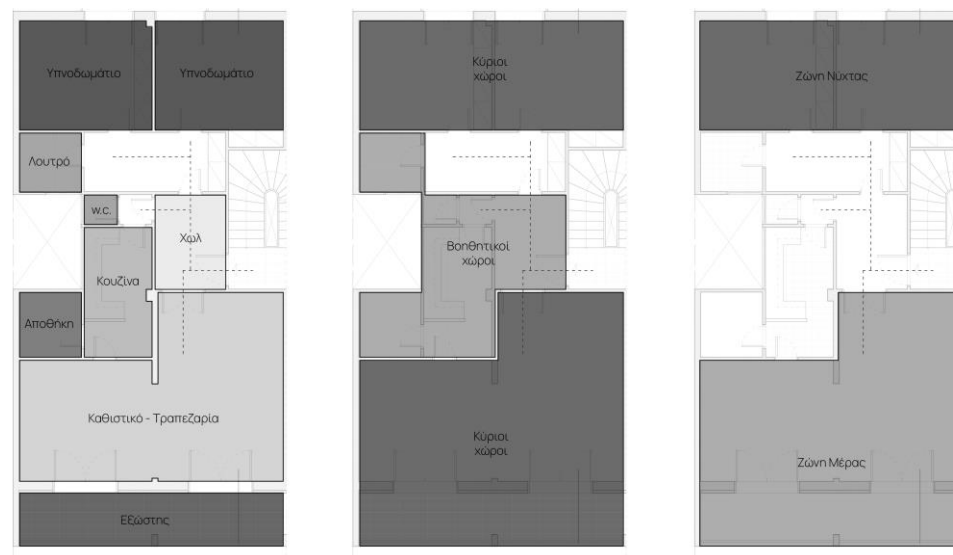 Υπνοδωμάτιο
Υπνοδωμάτιο
Λουτρό
w.c.
Χωλ
Κουζίνα
Αποθήκη
Καθιστικό - Τραπεζαρία
Εξώστης
Κύριοι
χώροι
Βοηθητικοί
χώροι
Κύριοι
χώροι
Ζώνη Νύχτας
Ζώνη Μέρας